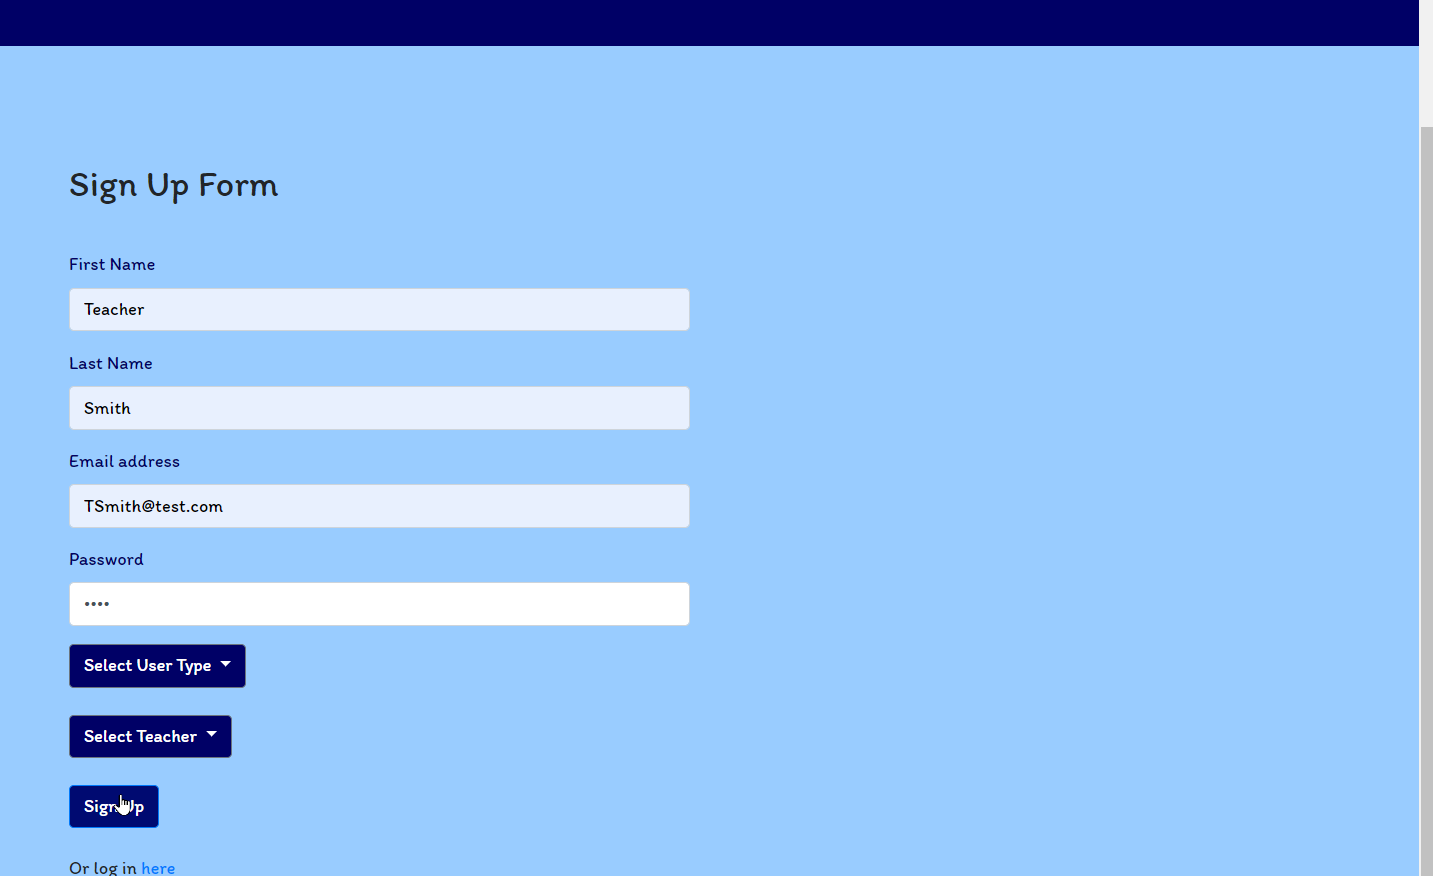 Sign Up Form
First Name
Teacher
Last Name
Smith
Email address
TSmith@test.com
Password
••••
Select User Type
Select Teacher
Sign Up
Or log in here